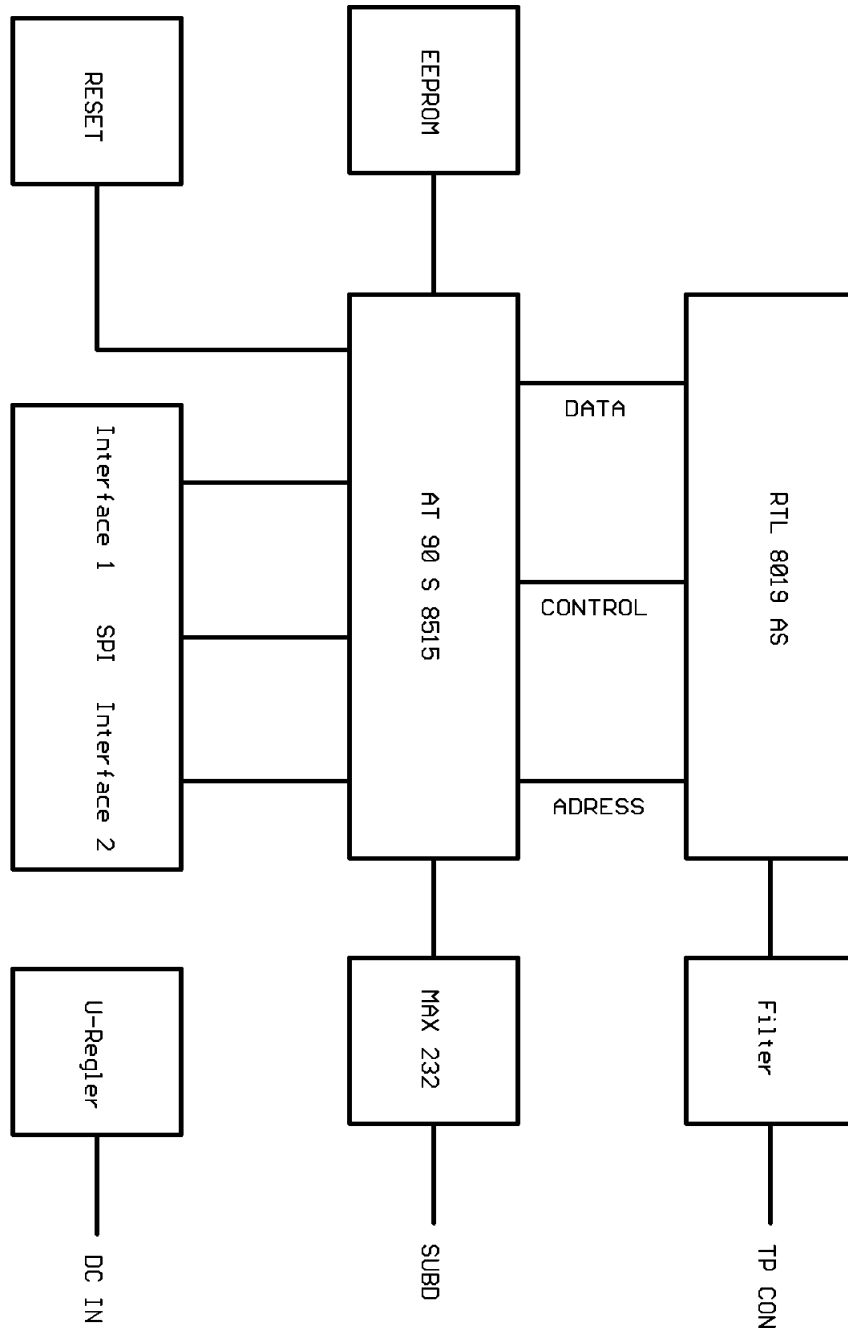 RESET
EEPROM
DATA
CONTROL
ADRESS
Interface 1
SPI
Interface 2
AT 90 S 8515
RTL 8019 AS
U-Regler
MAX 232
Filter
DC IN
SUBD
TP CON